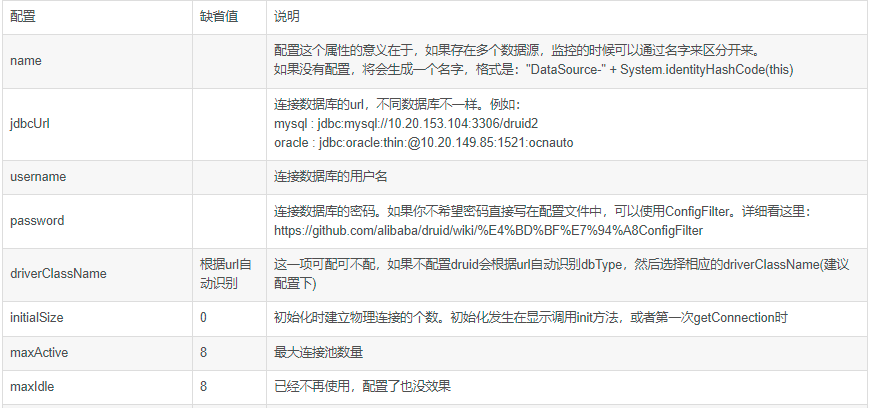 配置 缺省值 说明
name
配置这个属性的意义在于，如果存在多个数据源，监控的时候可以通过名字来区分开来。
如果没有配置，将会生成一个名字，格式是："DataSource-" + System.identityHashCode(this)
jdbcUrl
连接数据库的url，不同数据库不一样。例如：
mysql : jdbc:mysql://10.20.153.104:3306/druid2
oracle : jdbc:oracle:thin:@10.20.149.85:1521:ocnauto
username 连接数据库的用户名
password
连接数据库的密码。如果你不希望密码直接写在配置文件中，可以使用ConfigFilter。详细看这里：
https://github.com/alibaba/druid/wiki/%E4%BD%BF%E7%94%A8ConfigFilter
driverClassName
根据url自
动识别
这一项可配可不配，如果不配置druid会根据url自动识别dbType，然后选择相应的driverClassName(建议
配置下)
initialSize 0 初始化时建立物理连接的个数。初始化发生在显示调用init方法，或者第一次getConnection时
maxActive 8 最大连接池数量
maxIdle 8 已经不再使用，配置了也没效果